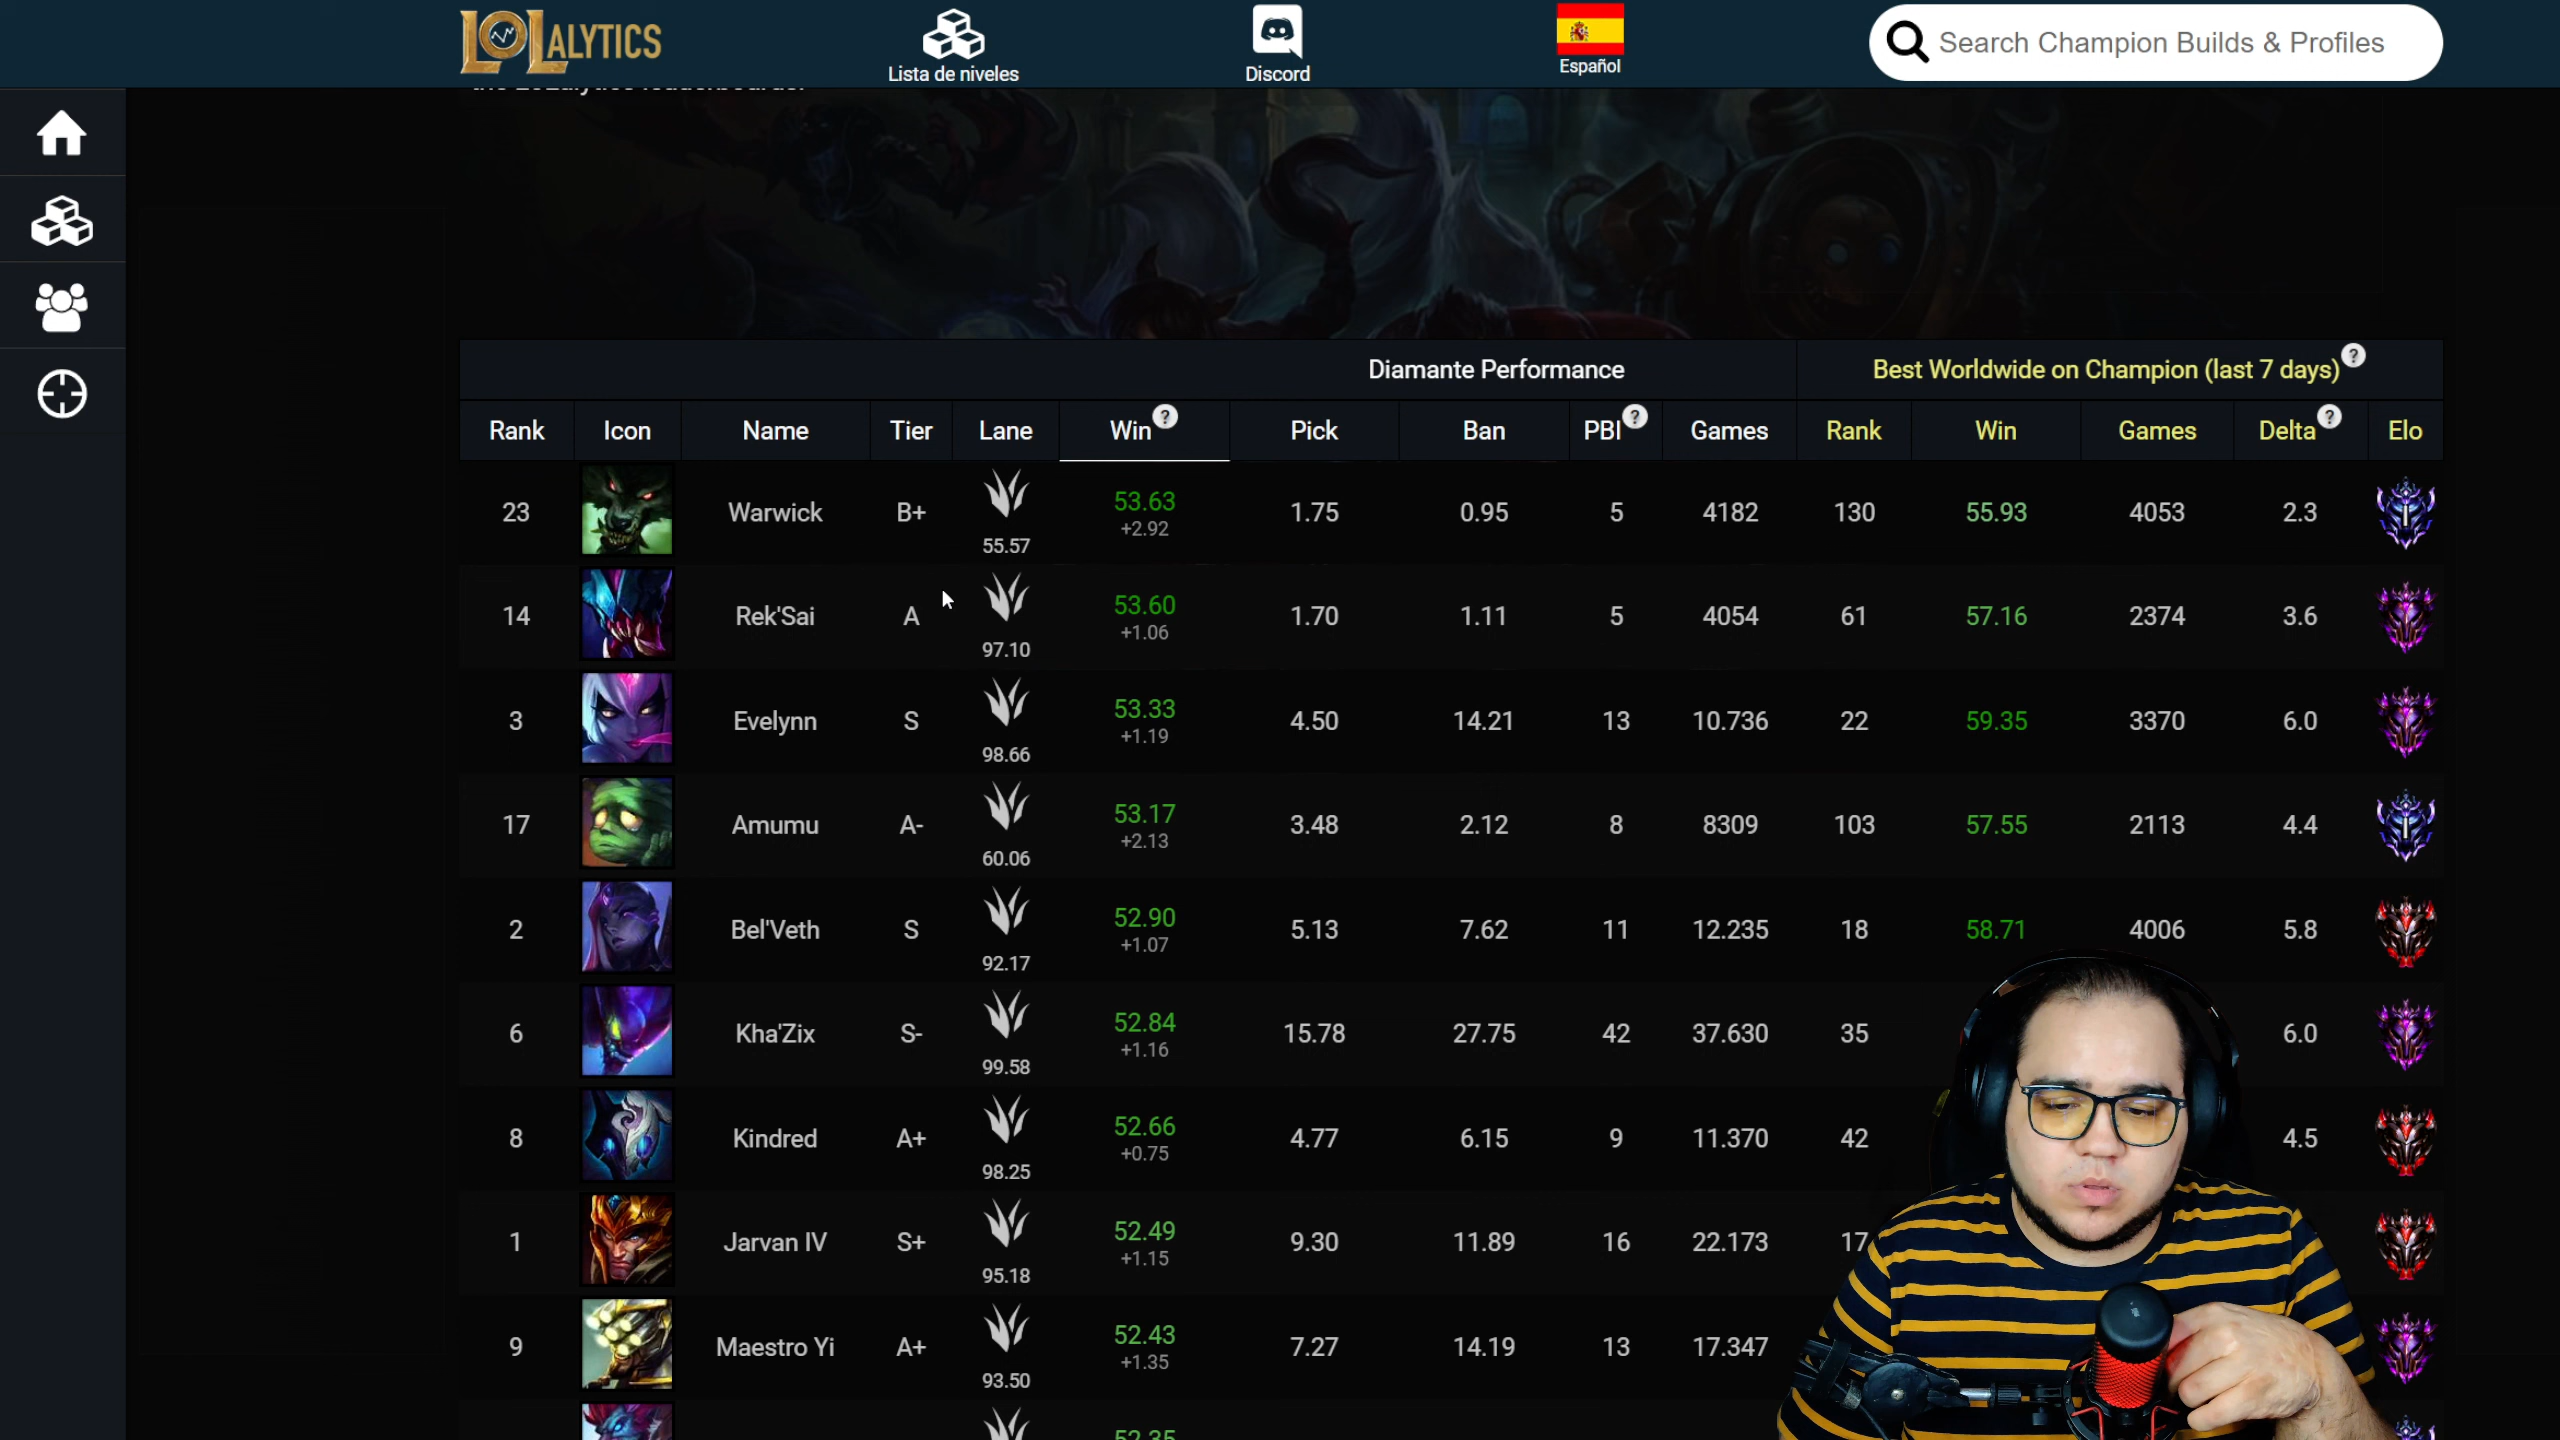 LOLALYTICS
Lista de niveles
Discord
Español
Search Champion Builds & Profiles
Diamante Performance
Best Worldwide on Champion (last 7 days) ?
Rank Icon Name Tier Lane Win ? Pick Ban PBI ? Games Rank Win Games Delta ? Elo
23 Warwick B+ 55.57 53.63 +2.92 1.75 0.95 5 4182 130 55.93 4053 2.3
14 Rek'Sai A 97.10 53.60 +1.06 1.70 1.11 5 4054 61 57.16 2374 3.6
3 Evelynn S 98.66 53.33 +1.19 4.50 14.21 13 10.736 22 59.35 3370 6.0
17 Amumu A- 60.06 53.17 +2.13 3.48 2.12 8 8309 103 57.55 2113 4.4
2 Bel'Veth S 92.17 52.90 +1.07 5.13 7.62 11 12.235 18 58.71 4006 5.8
6 Kha'Zix S- 99.58 52.84 +1.16 15.78 27.75 42 37.630 35 6.0
8 Kindred A+ 98.25 52.66 +0.75 4.77 6.15 9 11.370 42 4.5
1 Jarvan IV S+ 95.18 52.49 +1.15 9.30 11.89 16 22.173 17
9 Maestro Yi A+ 93.50 52.43 +1.35 7.27 14.19 13 17.347
52.35